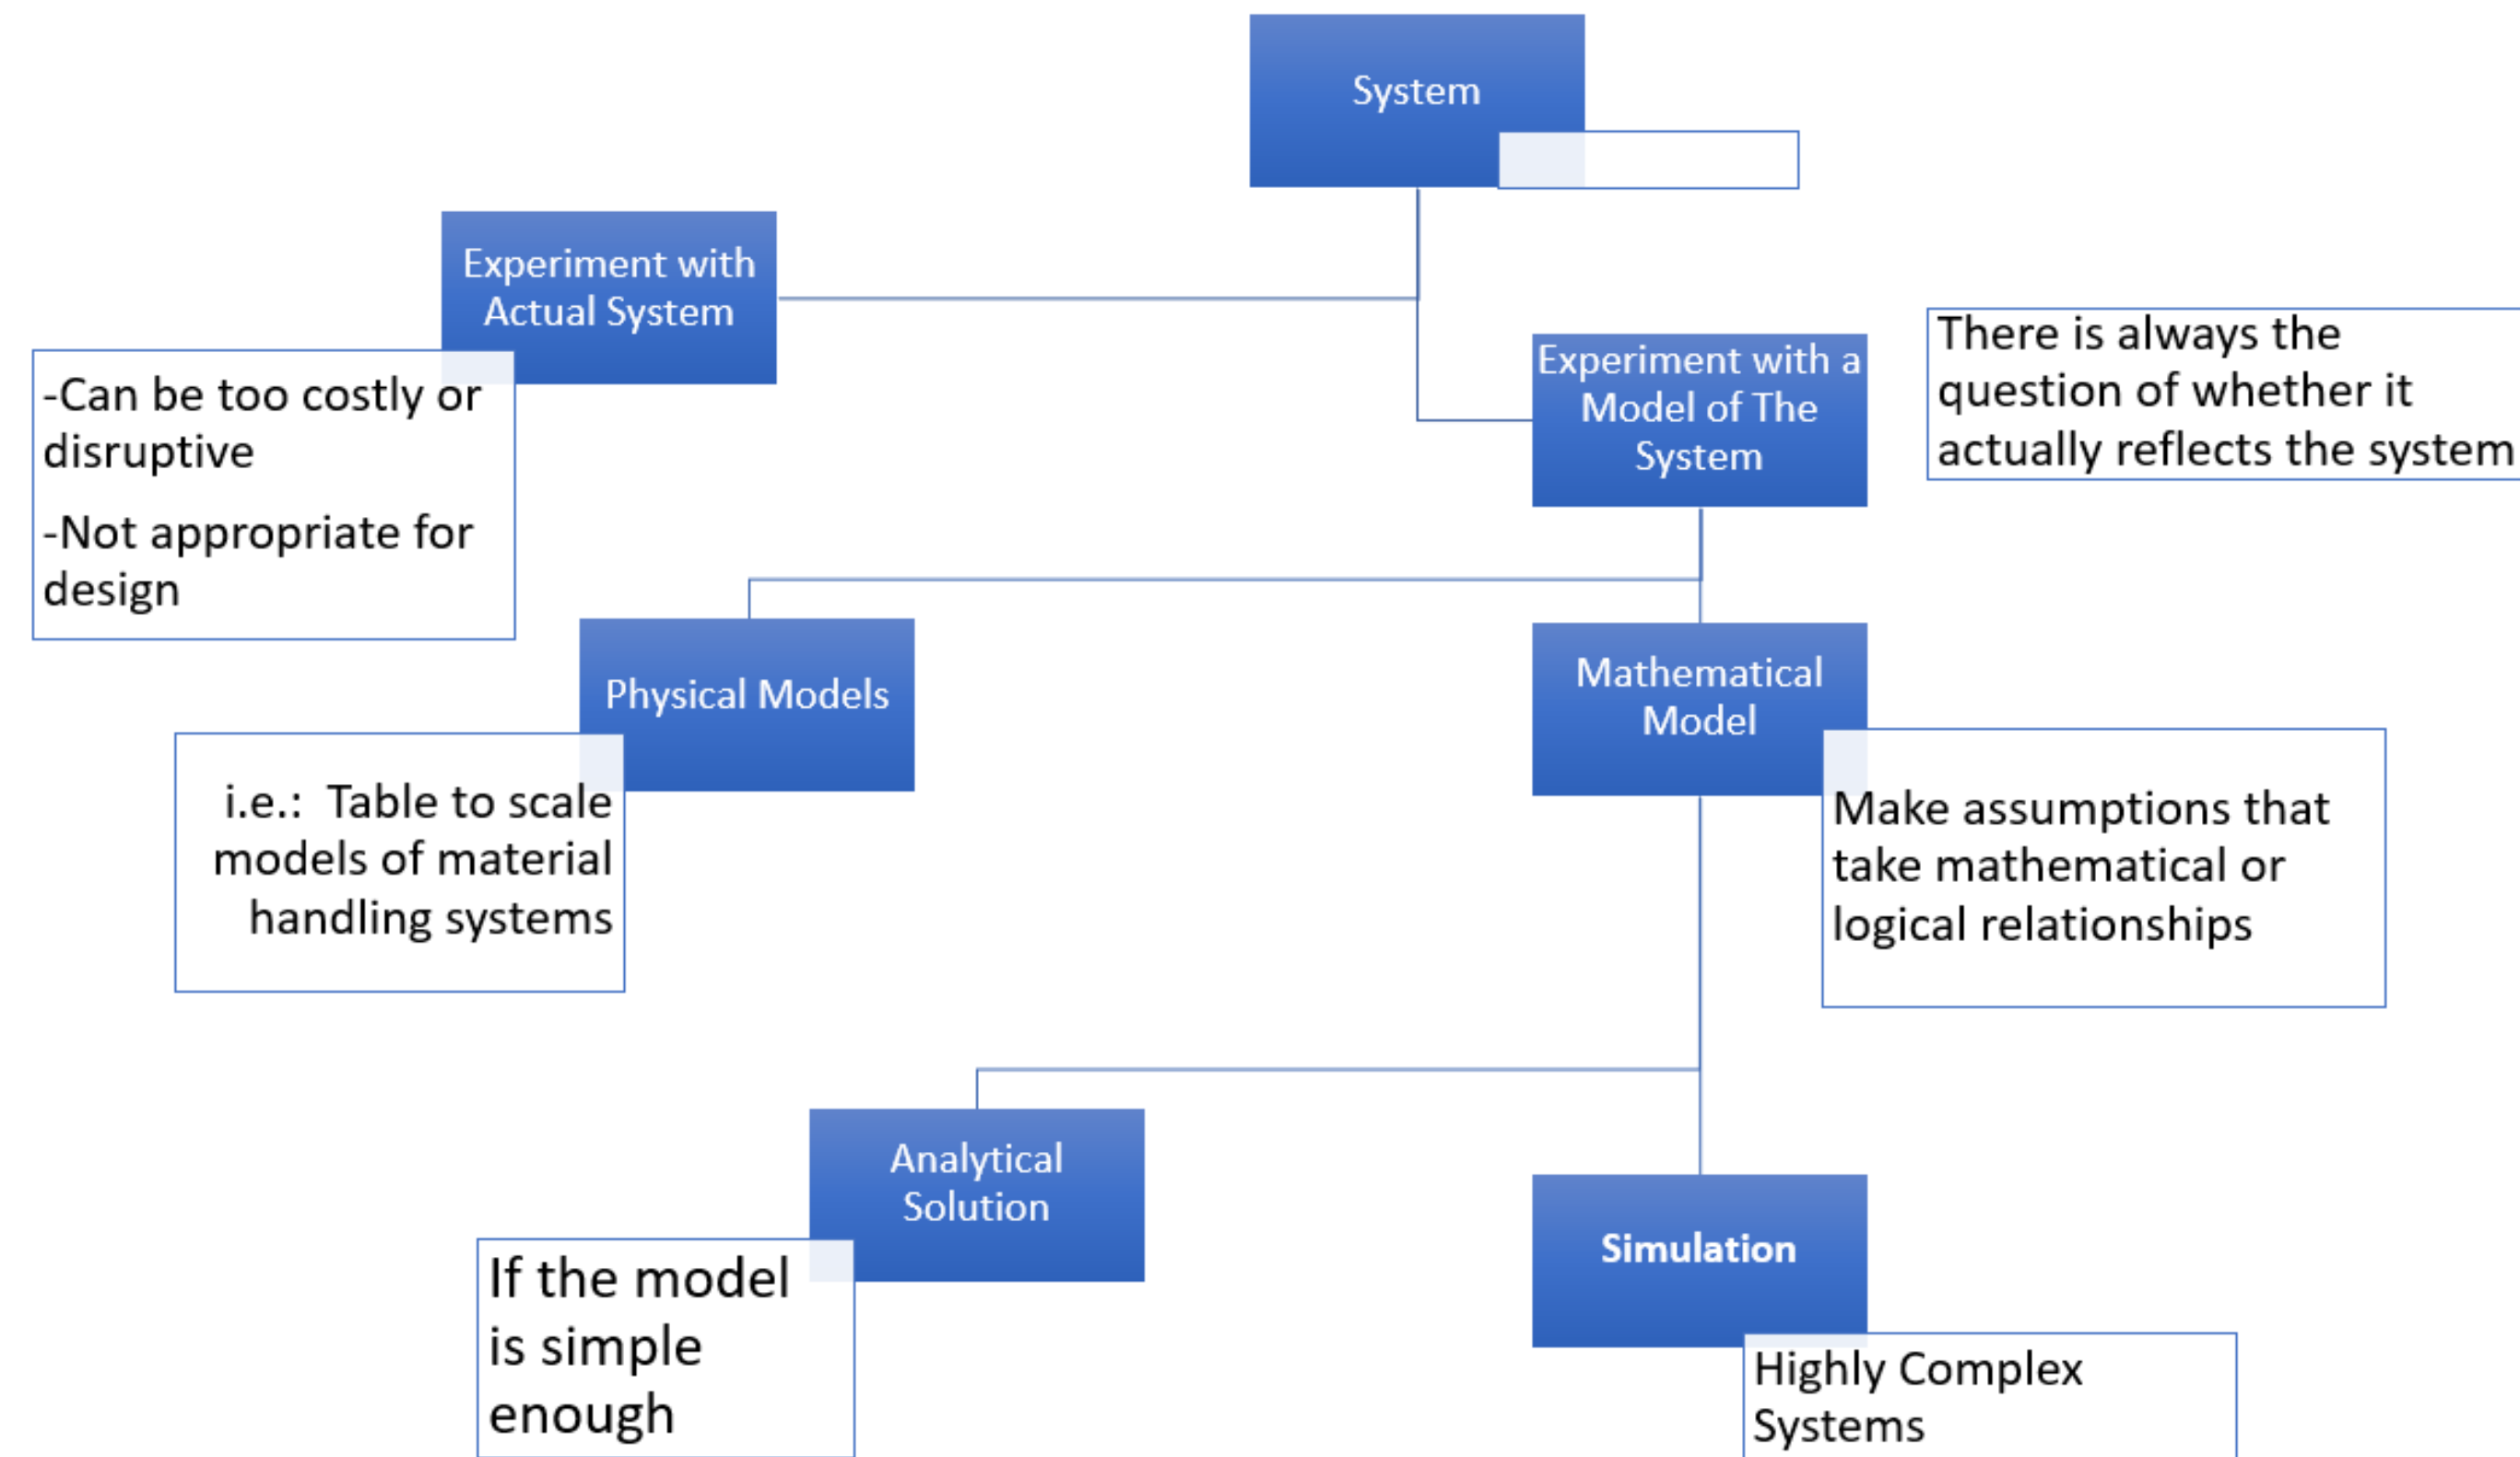 System
Experiment with
Actual System
-Can be too costly or
disruptive
-Not appropriate for
design
Experiment with a
Model of The
System
There is always the
question of whether it
actually reflects the system
Physical Models
i.e.: Table to scale
models of material
handling systems
Mathematical
Model
Make assumptions that
take mathematical or
logical relationships
Analytical
Solution
If the model
is simple
enough
Simulation
Highly Complex
Systems